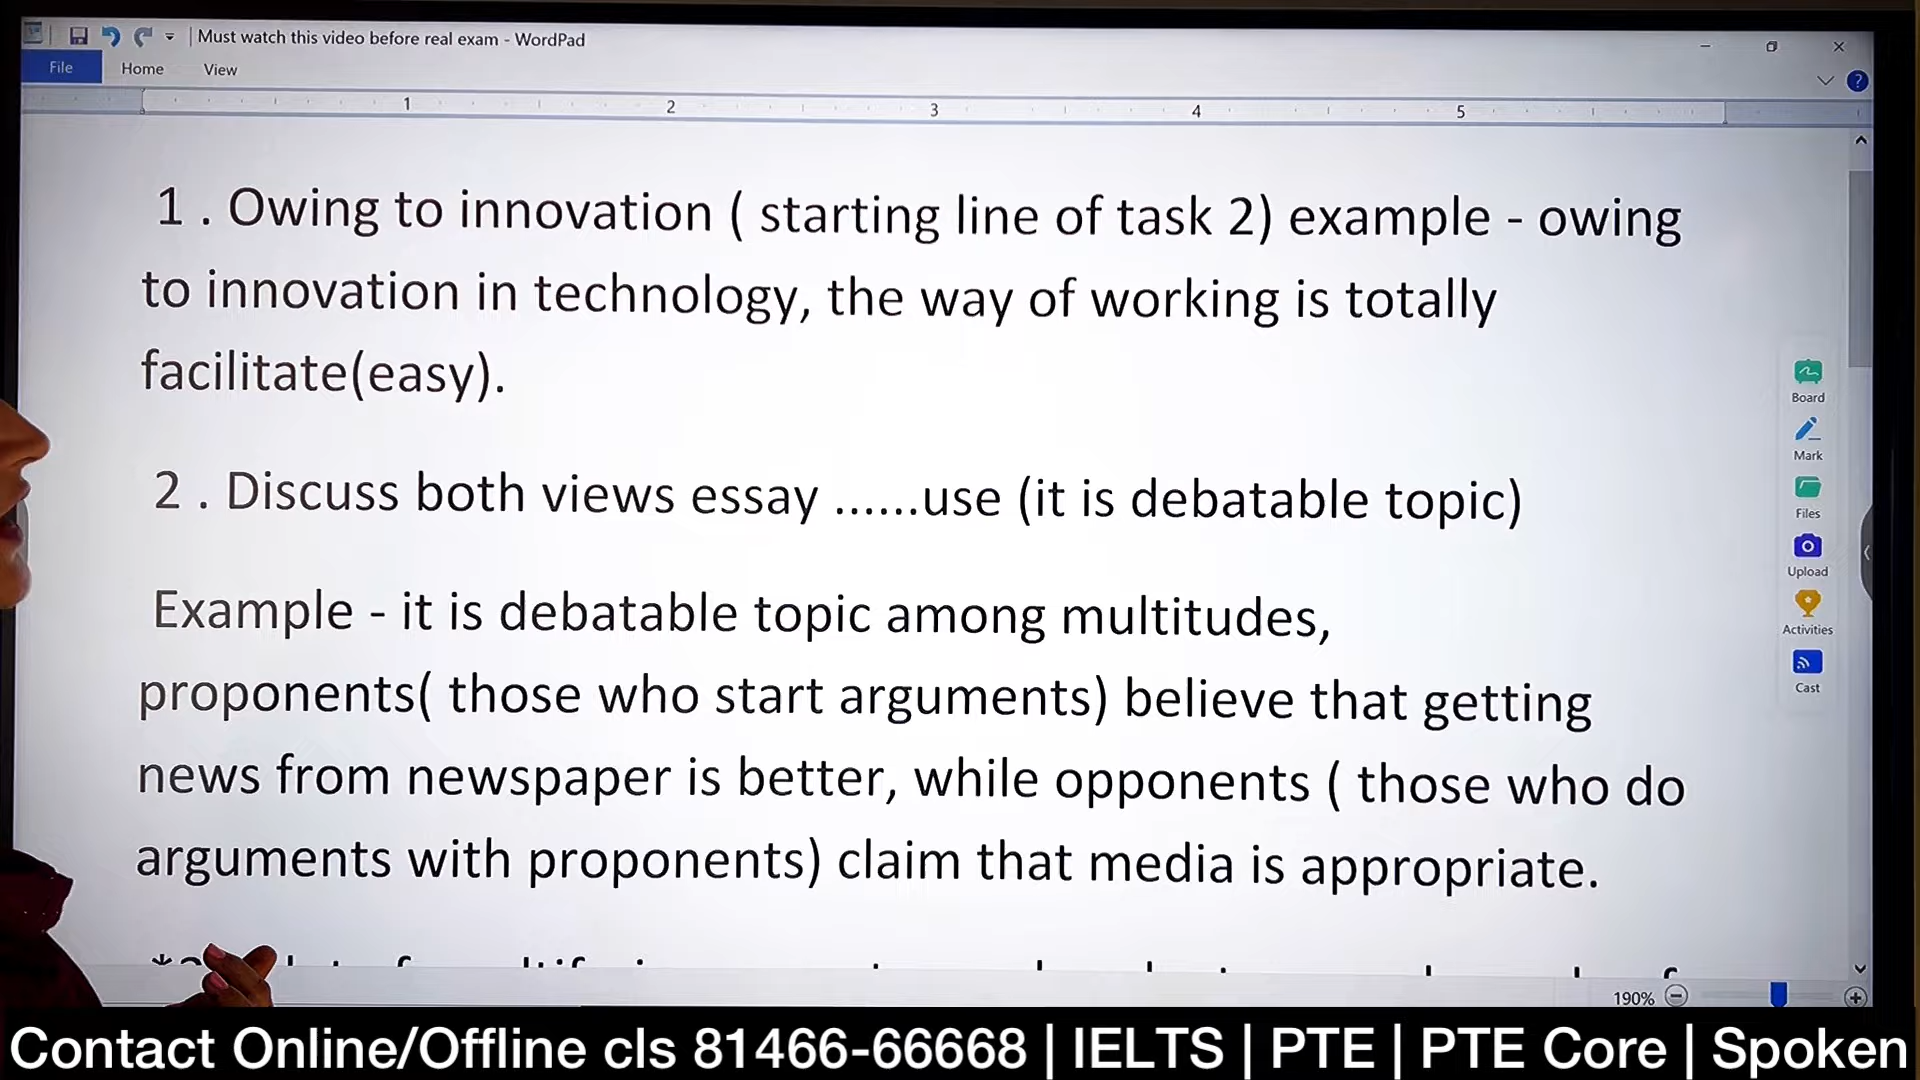 Must watch this video before real exam - WordPad
File Home View
1 2 3 4 5
1 . Owing to innovation ( starting line of task 2) example - owing
to innovation in technology, the way of working is totally
facilitate(easy).
2 . Discuss both views essay ......use (it is debatable topic)
Example - it is debatable topic among multitudes,
proponents( those who start arguments) believe that getting
news from newspaper is better, while opponents ( those who do
arguments with proponents) claim that media is appropriate.
Board
Mark
Files
Upload
Activities
Cast
190%
Contact Online/Offline cls 81466-66668 | IELTS | PTE | PTE Core | Spoken